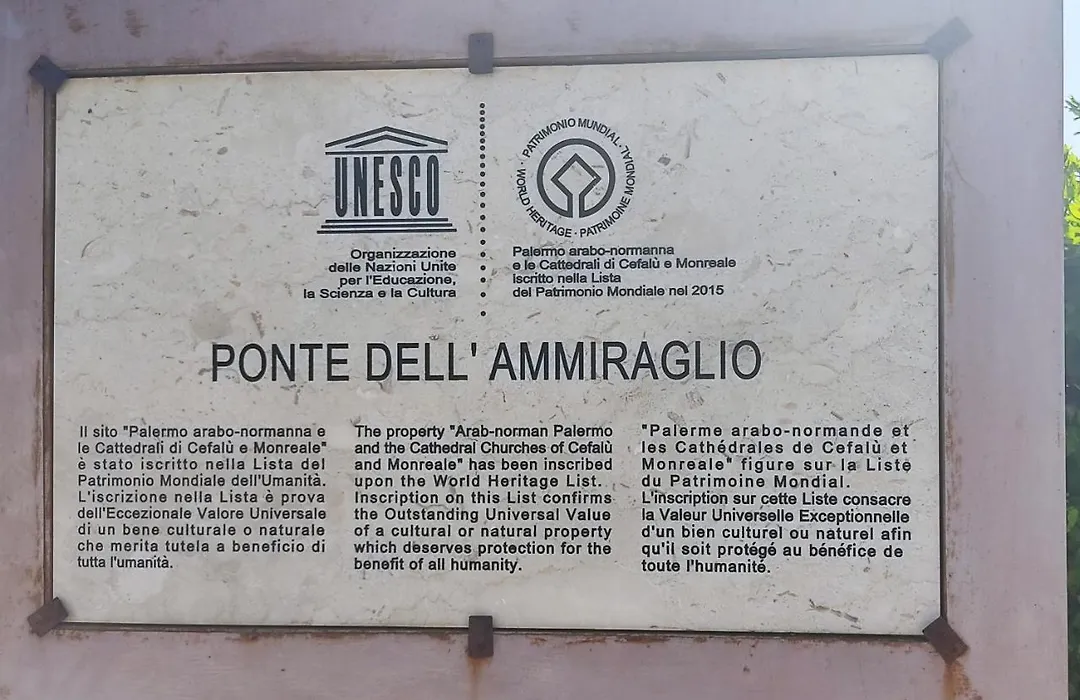 UNESCO
Organizzazione
delle Nazioni Unite
per l'Educazione,
la Scienza e la Cultura
PATRIMONIO MUNDIAL · WORLD HERITAGE · PATRIMOINE MONDIAL ·
Palermo arabo-normanna
e le Cattedrali di Cefalù e Monreale
iscritto nella Lista
del Patrimonio Mondiale nel 2015
PONTE DELL' AMMIRAGLIO
Il sito "Palermo arabo-normanna e
le Cattedrali di Cefalù e Monreale"
è stato iscritto nella Lista del
Patrimonio Mondiale dell'Umanità.
L'iscrizione nella Lista è prova
dell'Eccezionale Valore Universale
di un bene culturale o naturale
che merita tutela a beneficio di
tutta l'umanità.
The property "Arab-norman Palermo
and the Cathedral Churches of Cefalù
and Monreale" has been inscribed
upon the World Heritage List.
Inscription on this List confirms
the Outstanding Universal Value
of a cultural or natural property
which deserves protection for the
benefit of all humanity.
"Palerme arabo-normande et
les Cathédrales de Cefalù et
Monreale" figure sur la Liste
du Patrimoine Mondial.
L'inscription sur cette Liste consacre
la Valeur Universelle Exceptionnelle
d'un bien culturel ou naturel afin
qu'il soit protégé au bénéfice de
toute l'humanité.